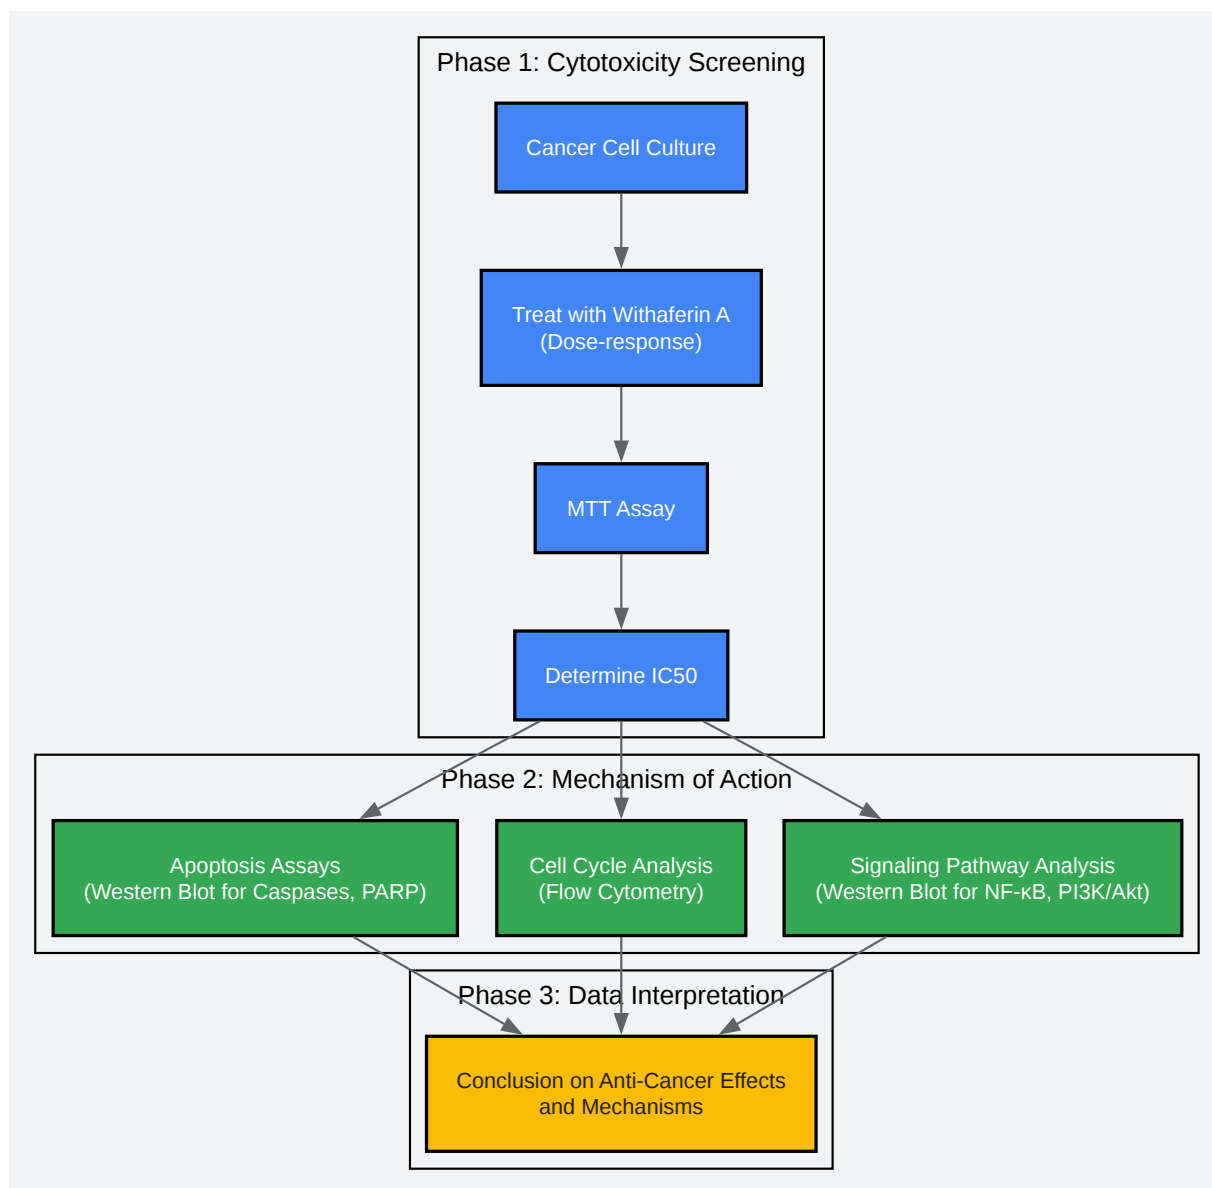 Phase 1: Cytotoxicity Screening
Cancer Cell Culture
Treat with Withaferin A
(Dose-response)
MTT Assay
Determine IC50
Phase 2: Mechanism of Action
Apoptosis Assays
(Western Blot for Caspases, PARP)
Cell Cycle Analysis
(Flow Cytometry)
Signaling Pathway Analysis
(Western Blot for NF-κB, PI3K/Akt)
Phase 3: Data Interpretation
Conclusion on Anti-Cancer Effects
and Mechanisms